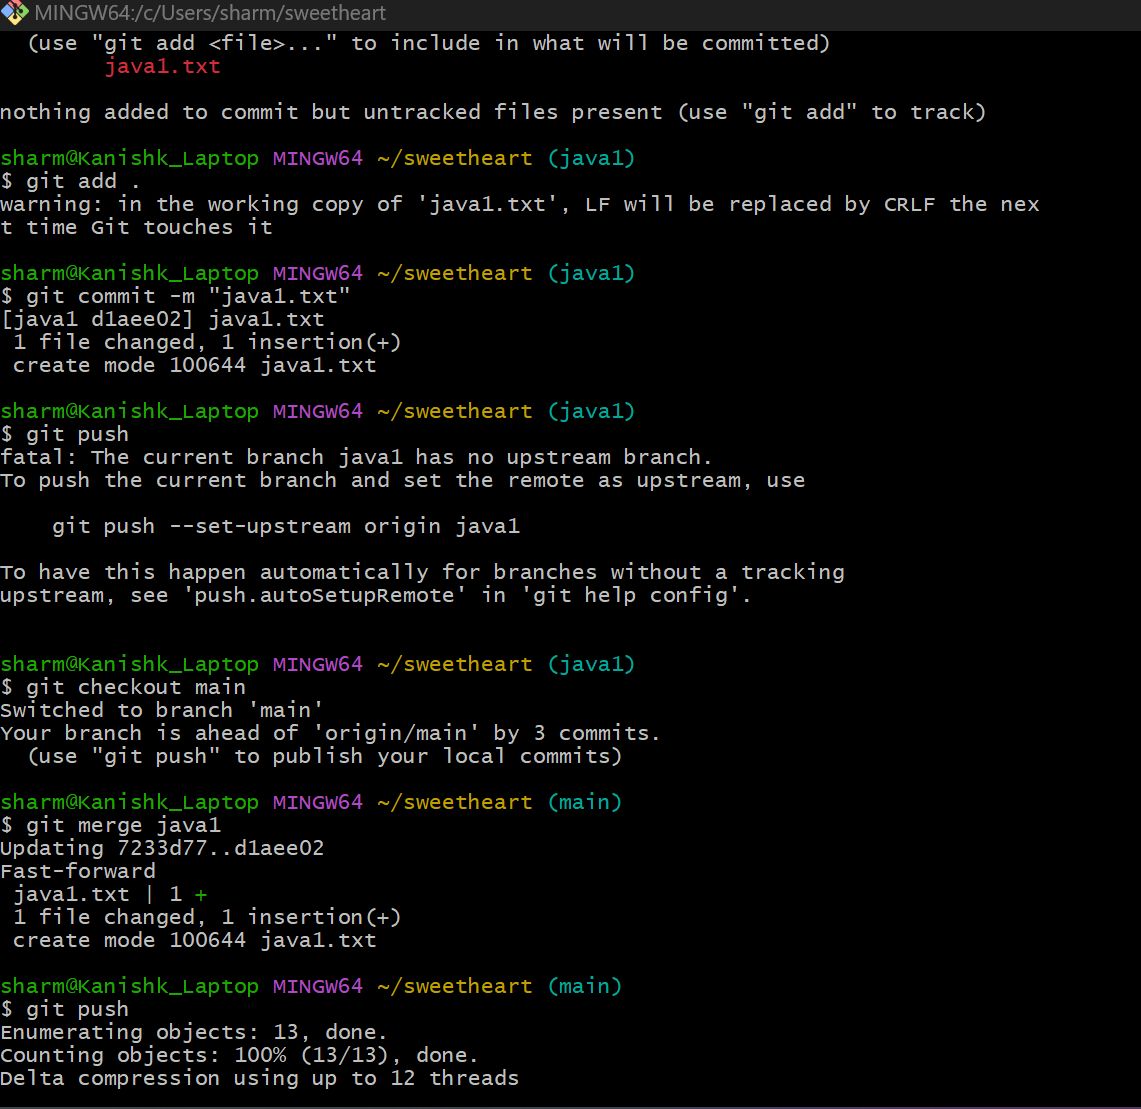 MINGW64:/c/Users/sharm/sweetheart
(use "git add <file>..." to include in what will be committed)
java1.txt
nothing added to commit but untracked files present (use "git add" to track)
sharm@Kanishk_Laptop MINGW64 ~/sweetheart (java1)
$ git add .
warning: in the working copy of 'java1.txt', LF will be replaced by CRLF the nex
t time Git touches it
sharm@Kanishk_Laptop MINGW64 ~/sweetheart (java1)
$ git commit -m "java1.txt"
[java1 d1aee02] java1.txt
1 file changed, 1 insertion(+)
create mode 100644 java1.txt
sharm@Kanishk_Laptop MINGW64 ~/sweetheart (java1)
$ git push
fatal: The current branch java1 has no upstream branch.
To push the current branch and set the remote as upstream, use
git push --set-upstream origin java1
To have this happen automatically for branches without a tracking
upstream, see 'push.autoSetupRemote' in 'git help config'.
sharm@Kanishk_Laptop MINGW64 ~/sweetheart (java1)
$ git checkout main
Switched to branch 'main'
Your branch is ahead of 'origin/main' by 3 commits.
(use "git push" to publish your local commits)
sharm@Kanishk_Laptop MINGW64 ~/sweetheart (main)
$ git merge java1
Updating 7233d77..d1aee02
Fast-forward
java1.txt | 1 +
1 file changed, 1 insertion(+)
create mode 100644 java1.txt
sharm@Kanishk_Laptop MINGW64 ~/sweetheart (main)
$ git push
Enumerating objects: 13, done.
Counting objects: 100% (13/13), done.
Delta compression using up to 12 threads